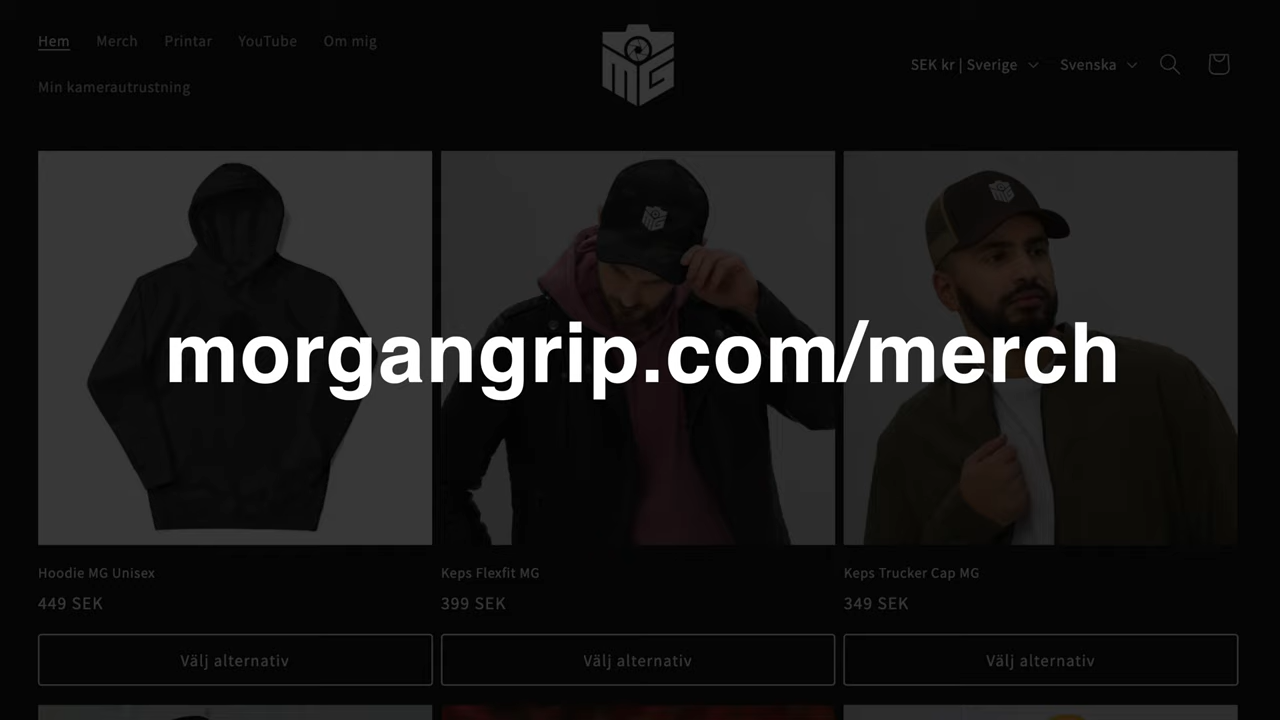 Hem Merch Printar YouTube Om mig
Min kamerautrustning
MG
SEK kr | Sverige Svenska
morgangrip.com/merch
Hoodie MG Unisex
449 SEK
Välj alternativ
Keps Flexfit MG
399 SEK
Välj alternativ
Keps Trucker Cap MG
349 SEK
Välj alternativ